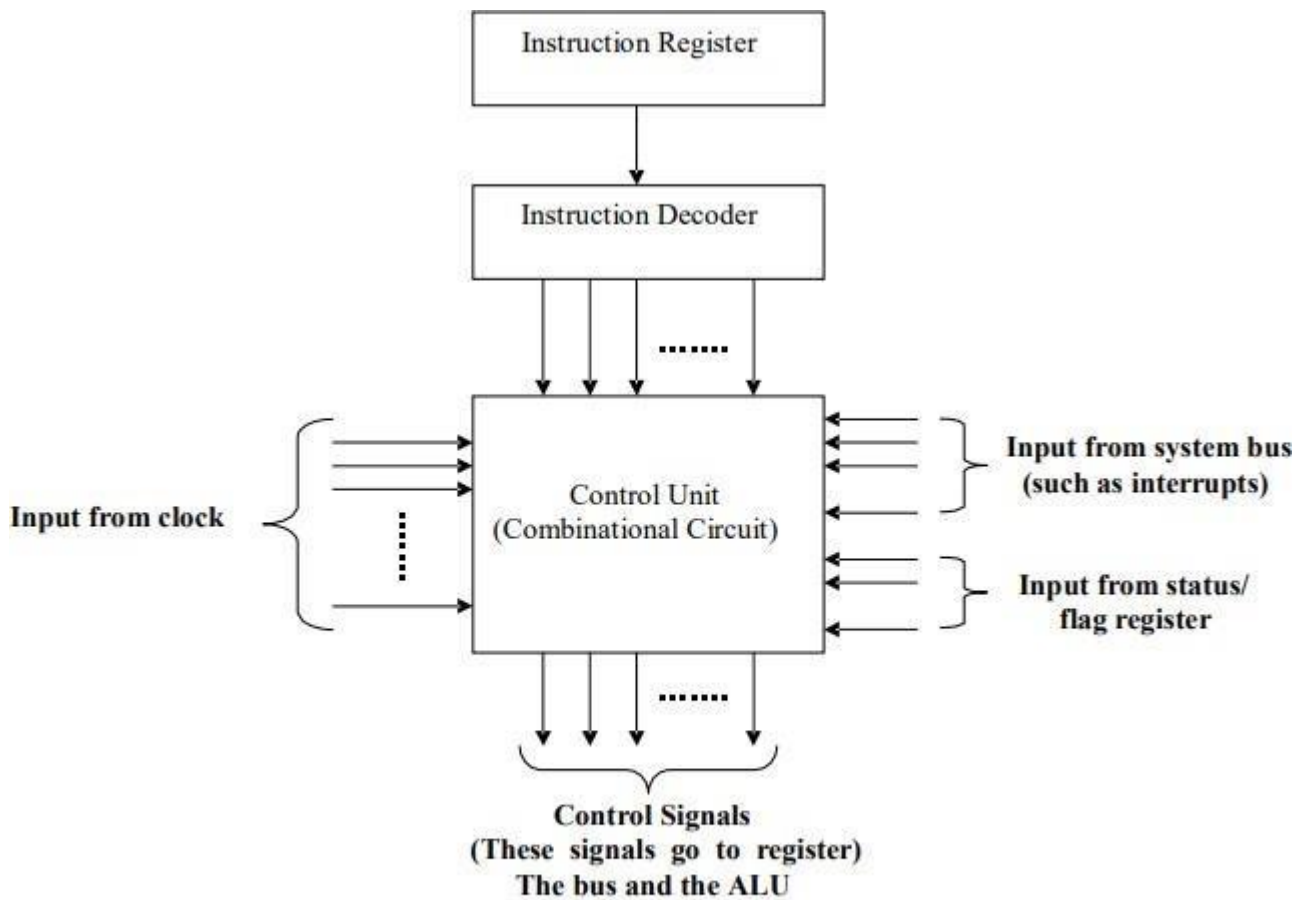 Instruction Register
Instruction Decoder
Input from clock
Control Unit
(Combinational Circuit)
Input from system bus
(such as interrupts)
Input from status/
flag register
Control Signals
(These signals go to register)
The bus and the ALU